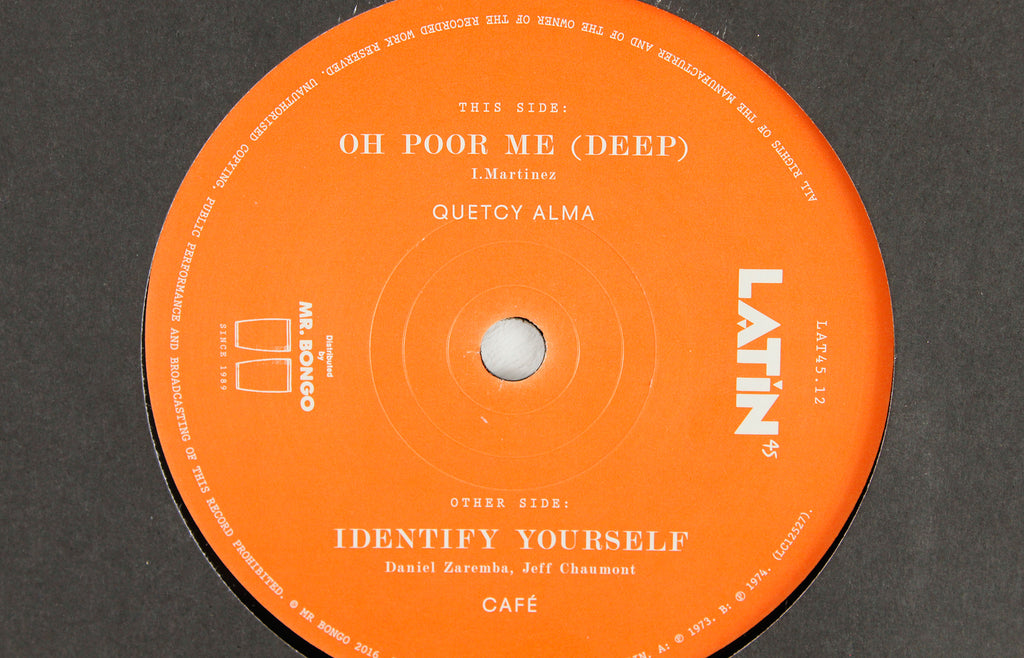 THIS SIDE:
OH POOR ME (DEEP)
I.Martinez
QUETCY ALMA
LATIN 45
LAT45.12
Distributed
by
MR. BONGO
SINCE 1989
OTHER SIDE:
IDENTIFY YOURSELF
Daniel Zaremba, Jeff Chaumont
CAFÉ
ALL RIGHTS OF THE MANUFACTURER AND OF THE OWNER OF THE RECORDED WORK RESERVED. UNAUTHORISED COPYING, PUBLIC PERFORMANCE AND BROADCASTING OF THIS RECORD PROHIBITED. © MR BONGO 2016
A: ℗ 1973. B: ℗ 1974. (LC12527).